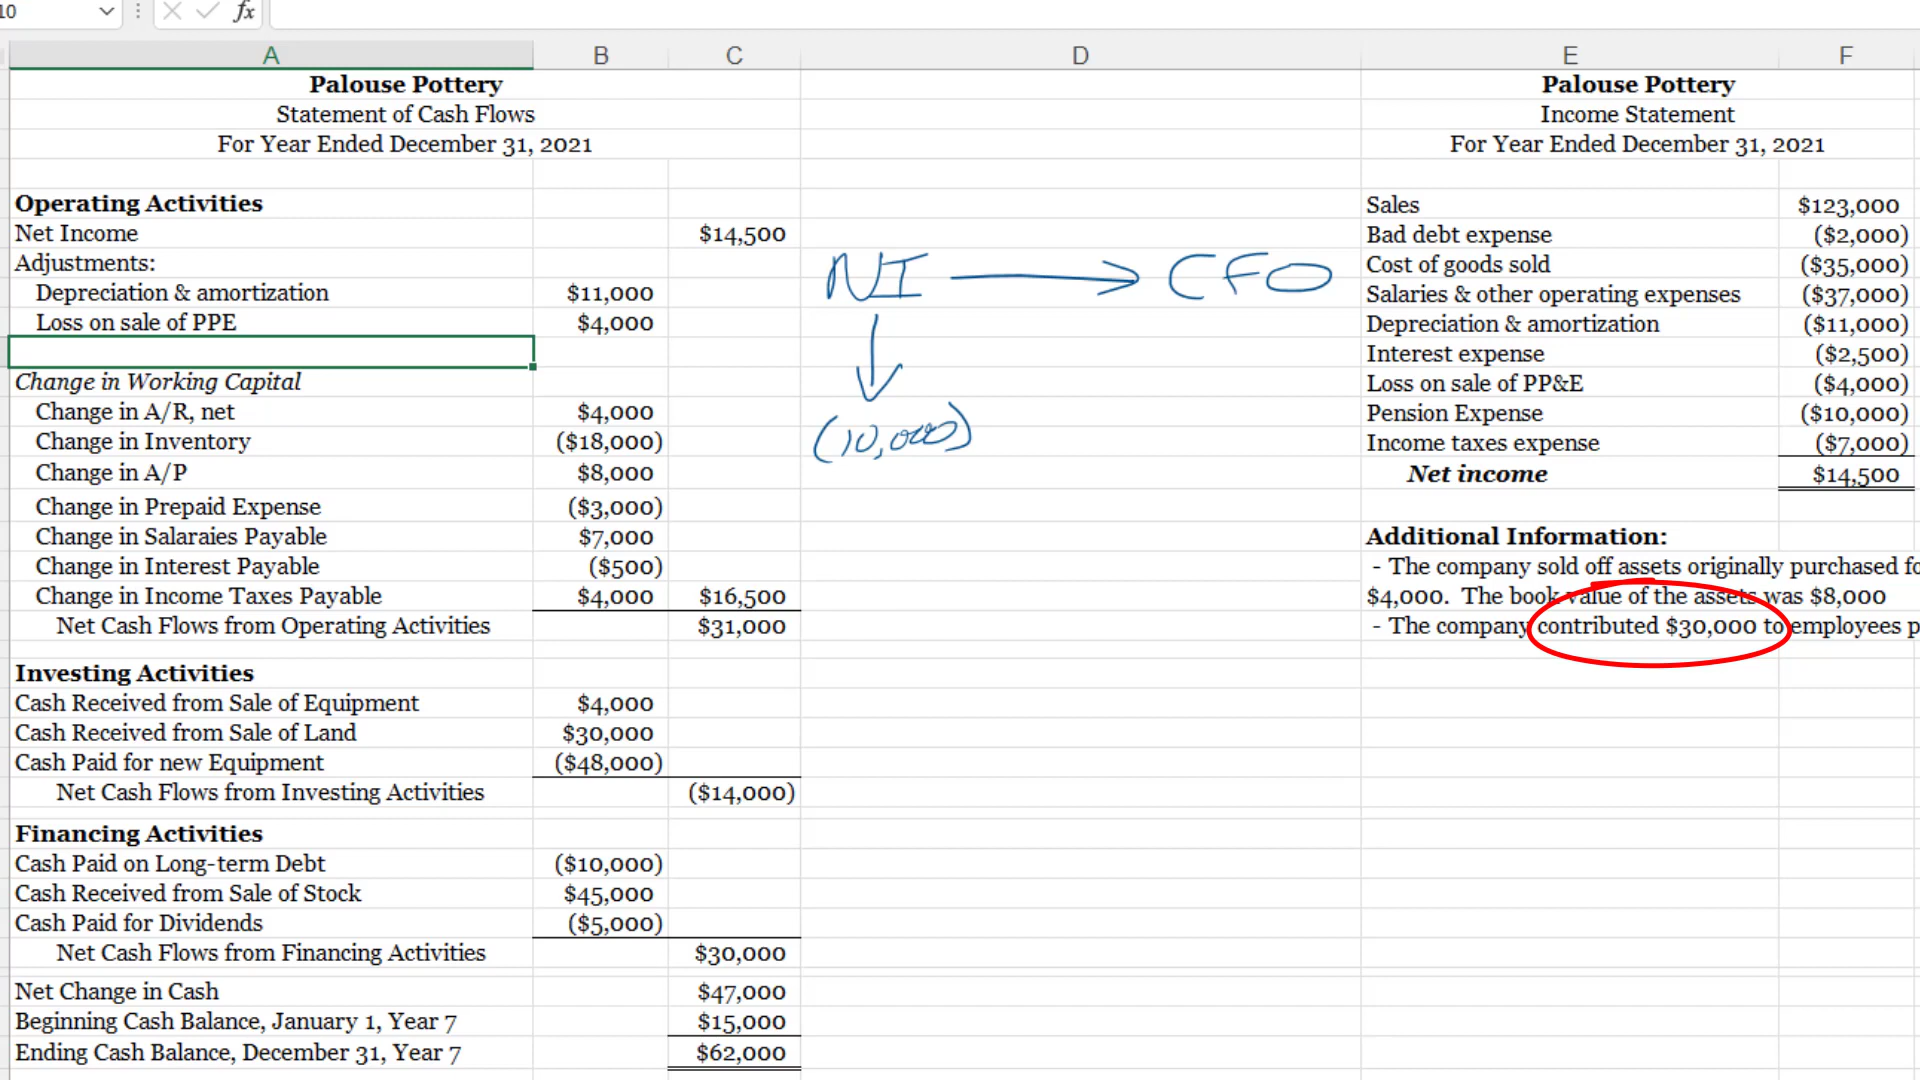 10
fx
A B C D E F
Palouse Pottery
Statement of Cash Flows
For Year Ended December 31, 2021
Operating Activities
Net Income $14,500
Adjustments:
Depreciation & amortization $11,000
Loss on sale of PPE $4,000
Change in Working Capital
Change in A/R, net $4,000
Change in Inventory ($18,000)
Change in A/P $8,000
Change in Prepaid Expense ($3,000)
Change in Salaraies Payable $7,000
Change in Interest Payable ($500)
Change in Income Taxes Payable $4,000 $16,500
Net Cash Flows from Operating Activities $31,000
Investing Activities
Cash Received from Sale of Equipment $4,000
Cash Received from Sale of Land $30,000
Cash Paid for new Equipment ($48,000)
Net Cash Flows from Investing Activities ($14,000)
Financing Activities
Cash Paid on Long-term Debt ($10,000)
Cash Received from Sale of Stock $45,000
Cash Paid for Dividends ($5,000)
Net Cash Flows from Financing Activities $30,000
Net Change in Cash $47,000
Beginning Cash Balance, January 1, Year 7 $15,000
Ending Cash Balance, December 31, Year 7 $62,000
NI → CFO
(10,000)
Palouse Pottery
Income Statement
For Year Ended December 31, 2021
Sales $123,000
Bad debt expense ($2,000)
Cost of goods sold ($35,000)
Salaries & other operating expenses ($37,000)
Depreciation & amortization ($11,000)
Interest expense ($2,500)
Loss on sale of PP&E ($4,000)
Pension Expense ($10,000)
Income taxes expense ($7,000)
Net income $14,500
Additional Information:
- The company sold off assets originally purchased fo
$4,000. The book value of the assets was $8,000
- The company contributed $30,000 to employees p